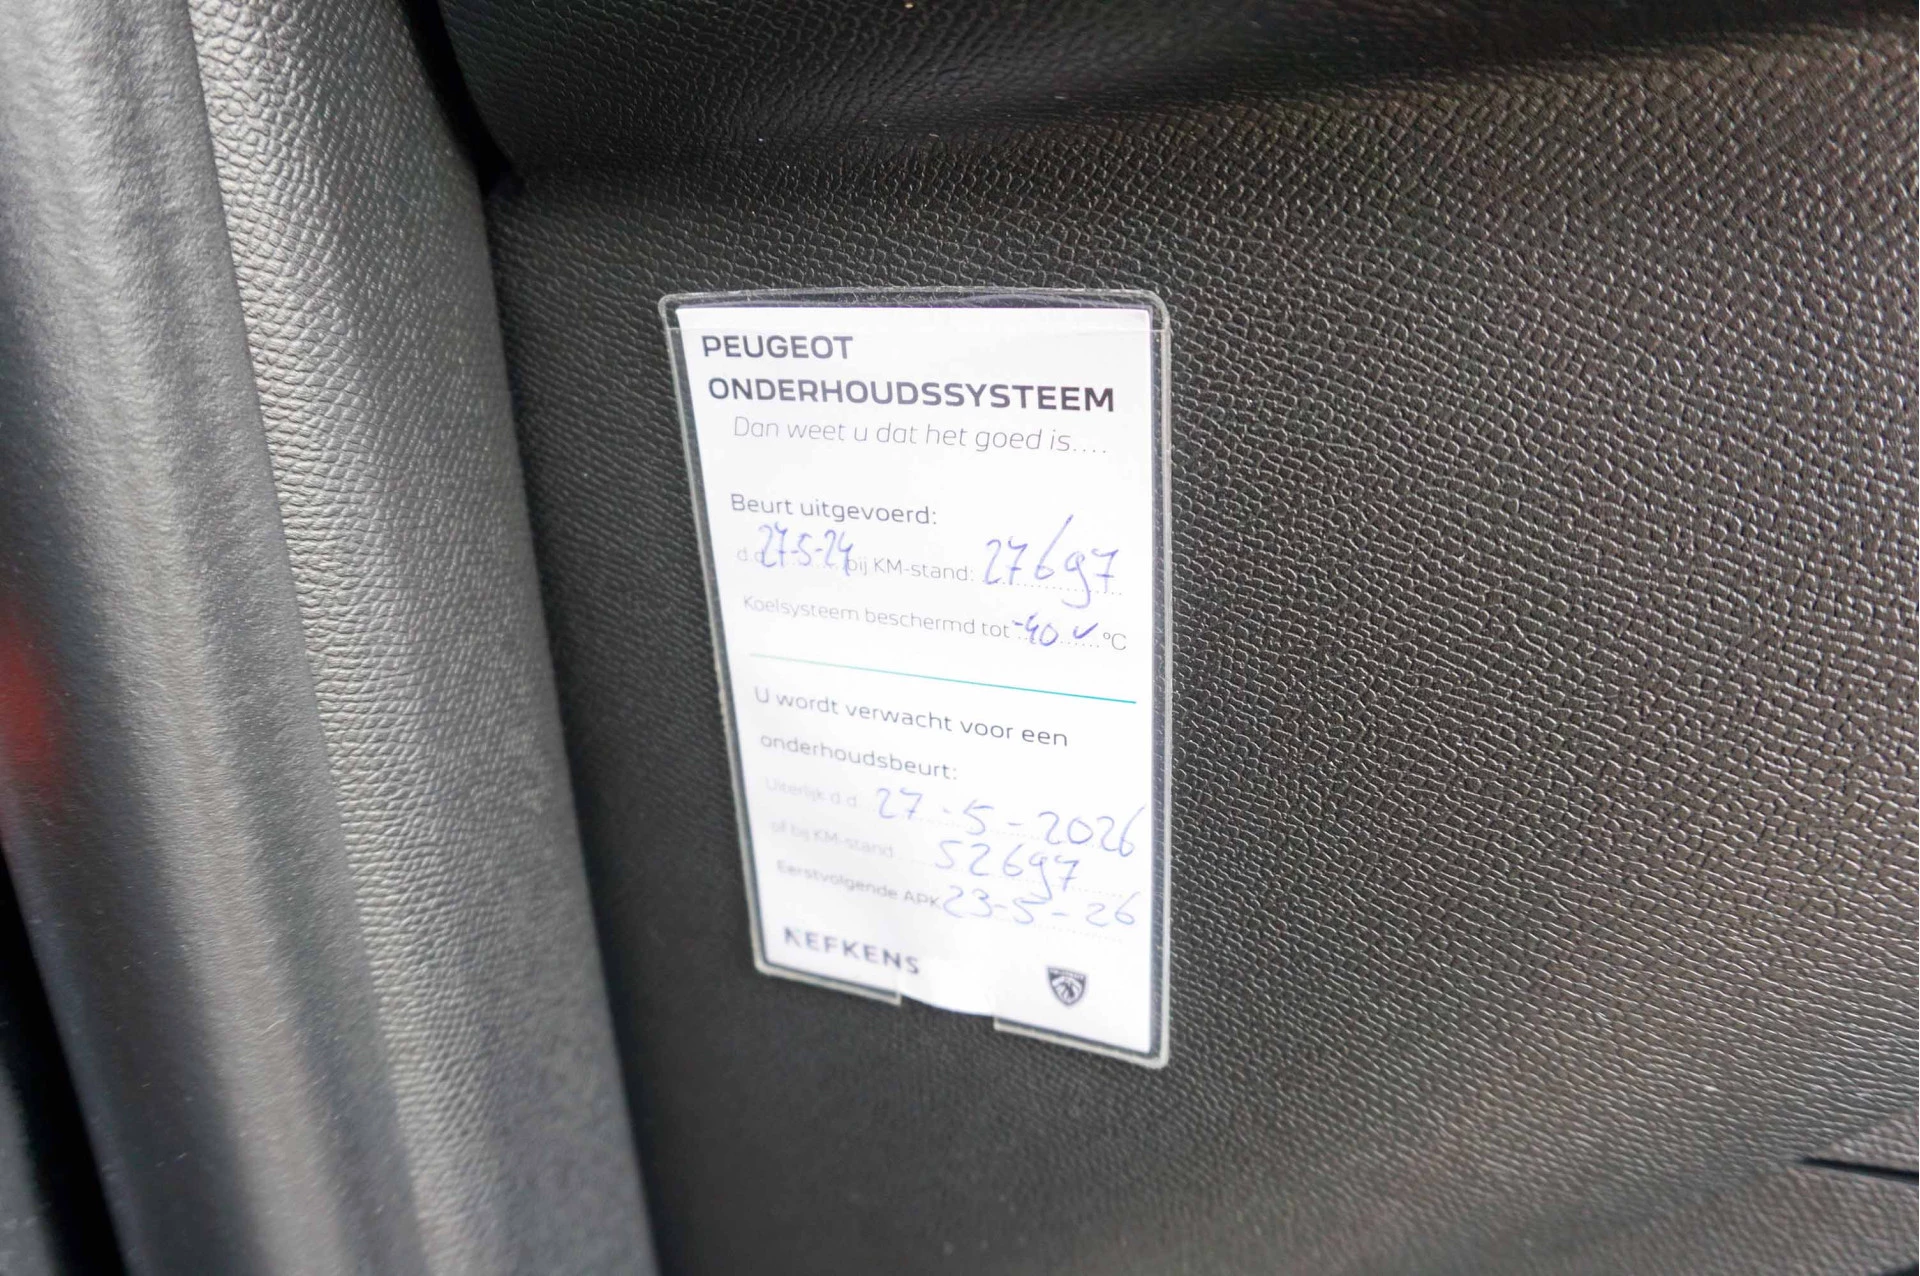 PEUGEOT
ONDERHOUDSSYSTEEM
Dan weet u dat het goed is....
Beurt uitgevoerd:
d.d. 27-5-24 bij KM-stand: 27697
Koelsysteem beschermd tot -40 ✓ °C
U wordt verwacht voor een
onderhoudsbeurt:
Uiterlijk d.d. 27-5-2026
of bij KM-stand 52697
Eerstvolgende APK 23-5-26
NEFKENS